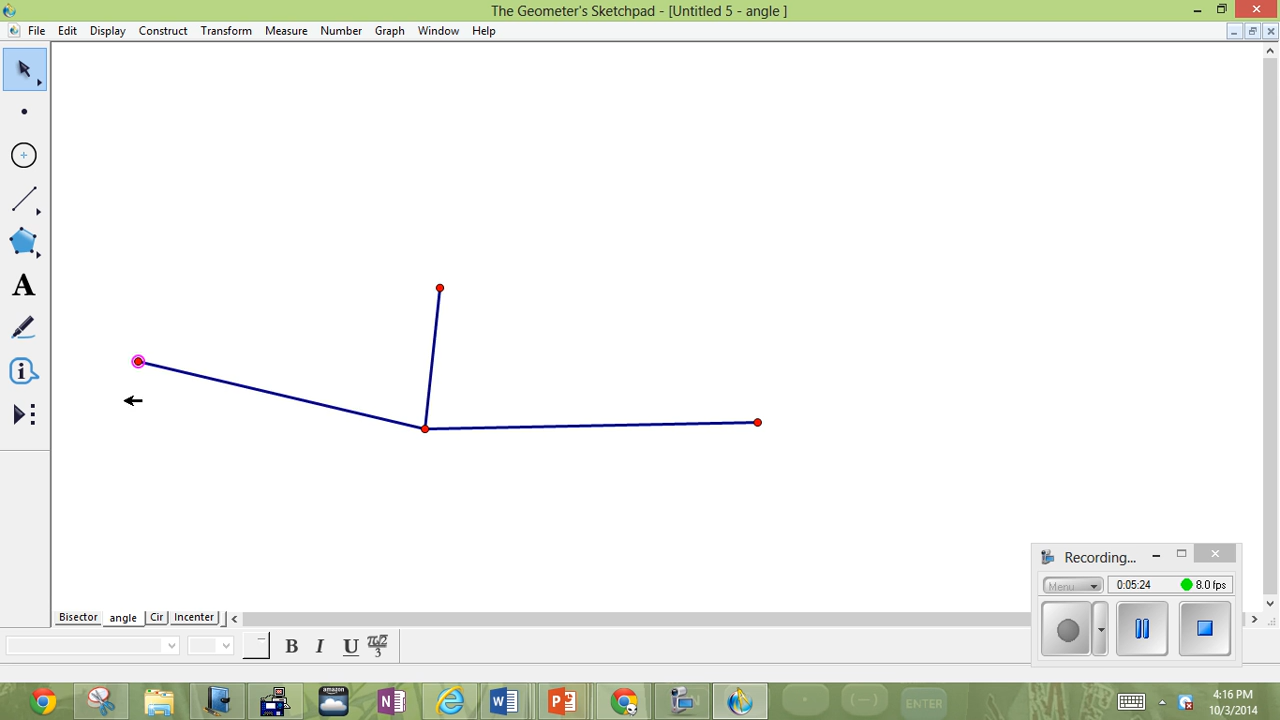 The Geometer's Sketchpad - [Untitled 5 - angle ]
File Edit Display Construct Transform Measure Number Graph Window Help
A
i
Recording...
Menu 0:05:24 8.0 fps
Bisector angle Cir Incenter
B I U
amazon
N W P ENTER
4:16 PM
10/3/2014